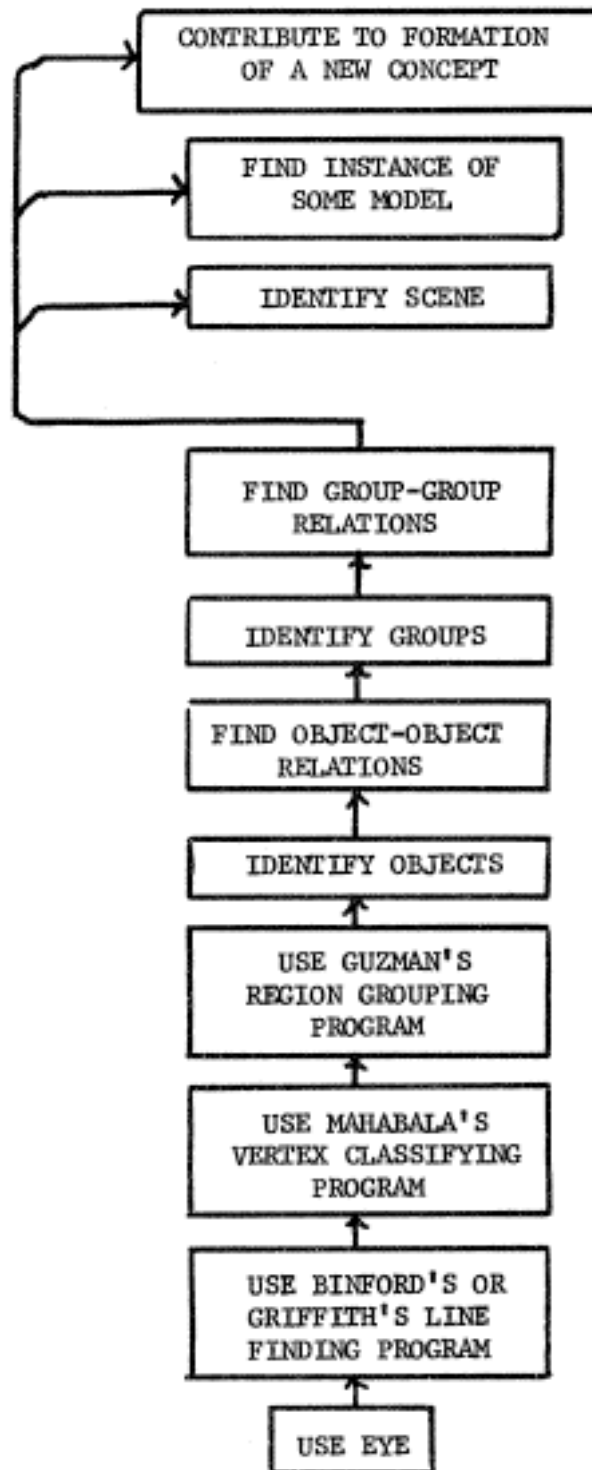 CONTRIBUTE TO FORMATION
OF A NEW CONCEPT
FIND INSTANCE OF
SOME MODEL
IDENTIFY SCENE
FIND GROUP-GROUP
RELATIONS
IDENTIFY GROUPS
FIND OBJECT-OBJECT
RELATIONS
IDENTIFY OBJECTS
USE GUZMAN'S
REGION GROUPING
PROGRAM
USE MAHABALA'S
VERTEX CLASSIFYING
PROGRAM
USE BINFORD'S OR
GRIFFITH'S LINE
FINDING PROGRAM
USE EYE